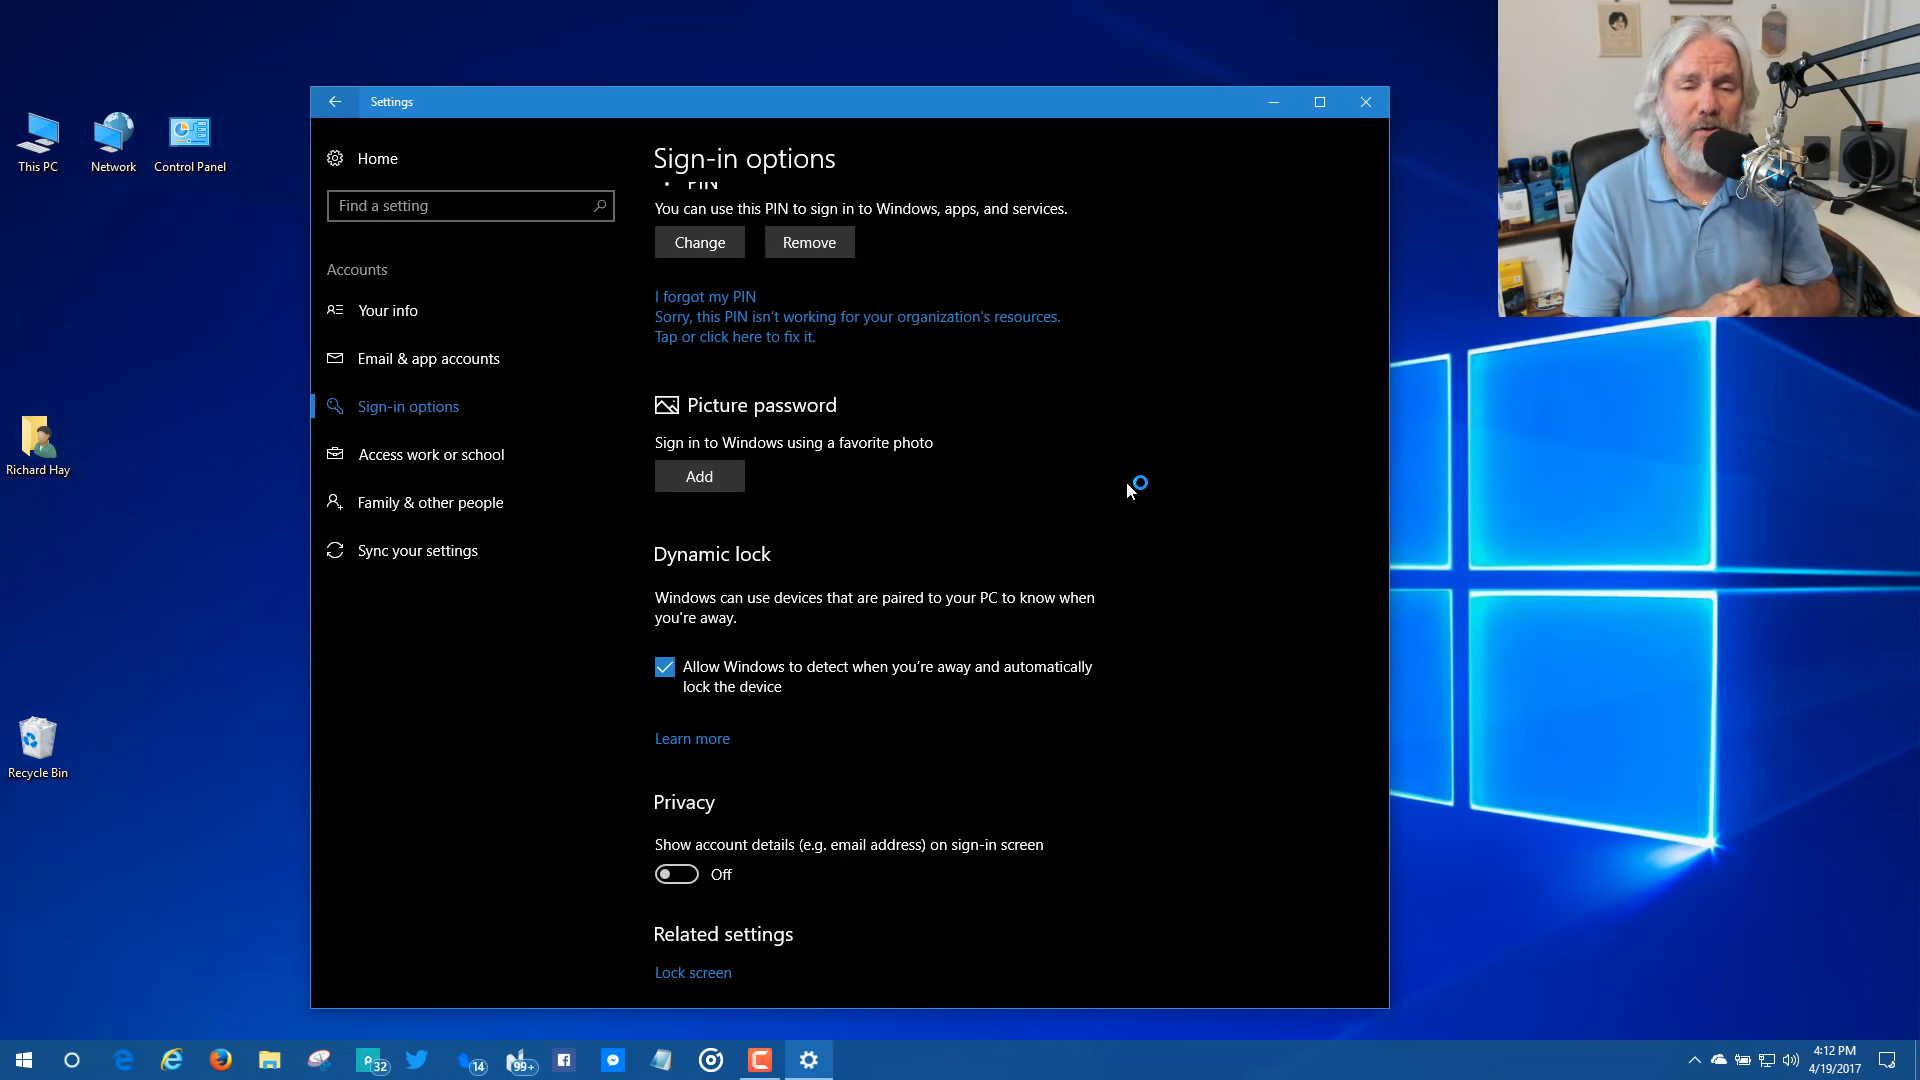 Settings
Home
Find a setting
Accounts
Your info
Email & app accounts
Sign-in options
Access work or school
Family & other people
Sync your settings
Sign-in options
PIN
You can use this PIN to sign in to Windows, apps, and services.
Change
Remove
I forgot my PIN
Sorry, this PIN isn't working for your organization's resources.
Tap or click here to fix it.
Picture password
Sign in to Windows using a favorite photo
Add
Dynamic lock
Windows can use devices that are paired to your PC to know when
you're away.
Allow Windows to detect when you're away and automatically
lock the device
Learn more
Privacy
Show account details (e.g. email address) on sign-in screen
Off
Related settings
Lock screen
This PC
Network
Control Panel
Richard Hay
Recycle Bin
32
14
99+
4:12 PM
4/19/2017